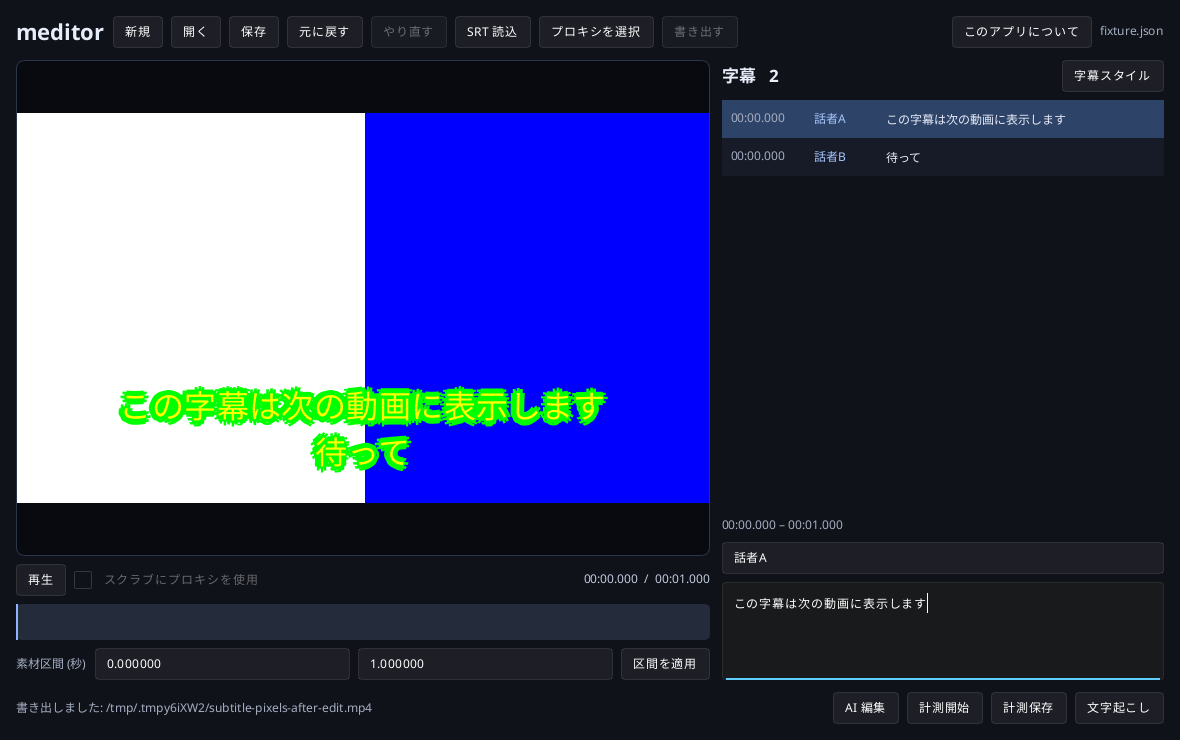 meditor 新規 開く 保存 元に戻す やり直す SRT 読込 プロキシを選択 書き出す このアプリについて fixture.json
字幕 2 字幕スタイル
00:00.000 話者A この字幕は次の動画に表示します
00:00.000 話者B 待って
この字幕は次の動画に表示します
待って
00:00.000 – 00:01.000
話者A
この字幕は次の動画に表示します
再生 スクラブにプロキシを使用 00:00.000 / 00:01.000
素材区間 (秒) 0.000000 1.000000 区間を適用
書き出しました: /tmp/.tmpy6iXW2/subtitle-pixels-after-edit.mp4 AI 編集 計測開始 計測保存 文字起こし